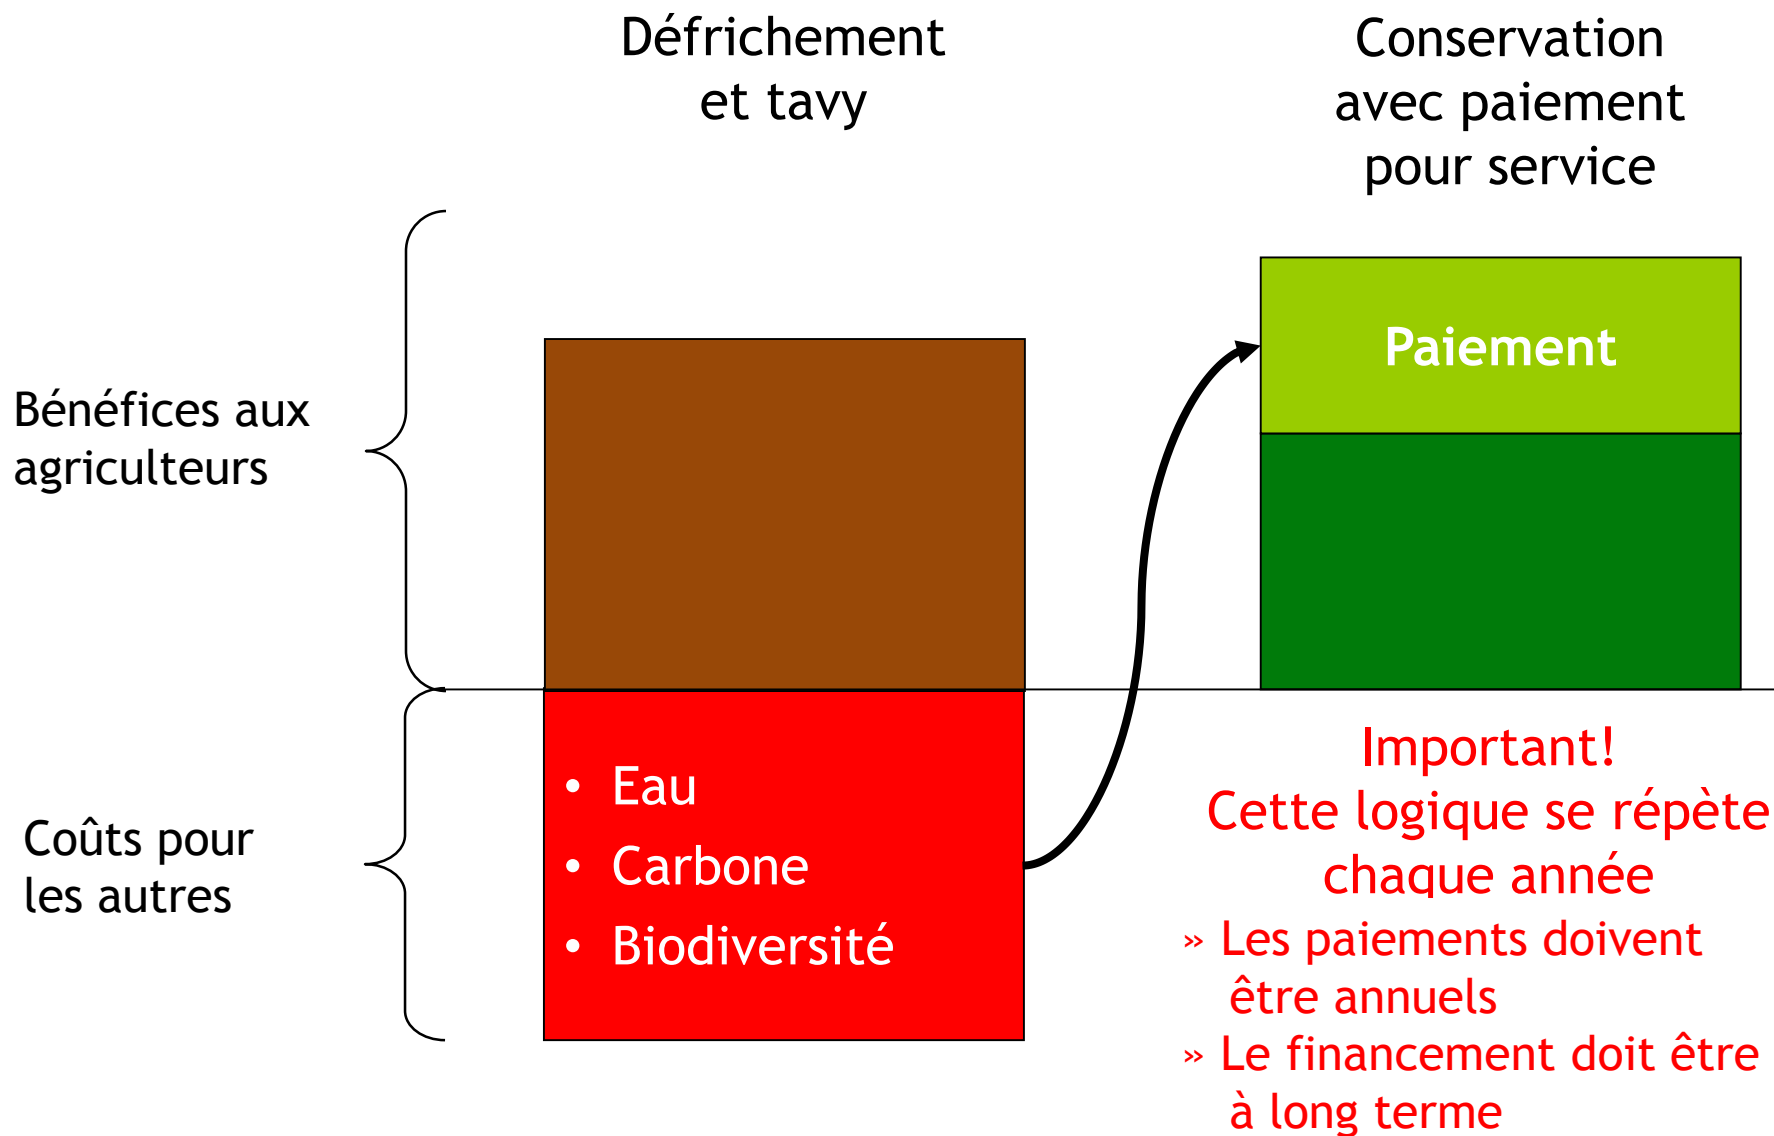 Défrichement
et tavy
Conservation
avec paiement
pour service
Bénéfices aux
agriculteurs
Paiement
Coûts pour
les autres
• Eau
• Carbone
• Biodiversité
Important!
Cette logique se répète
chaque année
» Les paiements doivent
être annuels
» Le financement doit être
à long terme